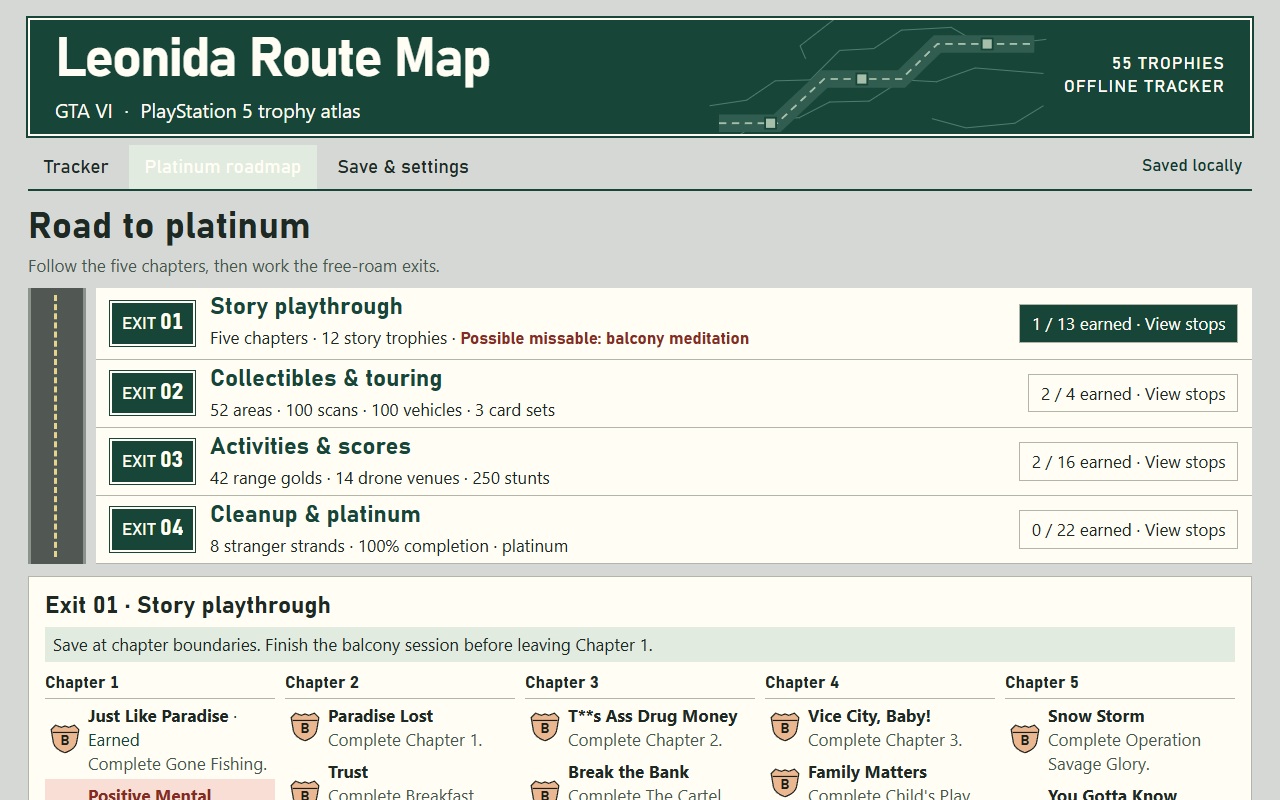 Leonida Route Map
GTA VI · PlayStation 5 trophy atlas
55 TROPHIES
OFFLINE TRACKER
Tracker
Platinum roadmap
Save & settings
Saved locally
Road to platinum
Follow the five chapters, then work the free-roam exits.
EXIT 01
Story playthrough
Five chapters · 12 story trophies · Possible missable: balcony meditation
1 / 13 earned · View stops
EXIT 02
Collectibles & touring
52 areas · 100 scans · 100 vehicles · 3 card sets
2 / 4 earned · View stops
EXIT 03
Activities & scores
42 range golds · 14 drone venues · 250 stunts
2 / 16 earned · View stops
EXIT 04
Cleanup & platinum
8 stranger strands · 100% completion · platinum
0 / 22 earned · View stops
Exit 01 · Story playthrough
Save at chapter boundaries. Finish the balcony session before leaving Chapter 1.
Chapter 1
B
Just Like Paradise ·
Earned
Complete Gone Fishing.
Positive Mental
Chapter 2
B
Paradise Lost
Complete Chapter 1.
B
Trust
Complete Breakfast
Chapter 3
B
T**s Ass Drug Money
Complete Chapter 2.
B
Break the Bank
Complete The Cartel
Chapter 4
B
Vice City, Baby!
Complete Chapter 3.
B
Family Matters
Complete Child's Play
Chapter 5
B
Snow Storm
Complete Operation
Savage Glory.
You Gotta Know